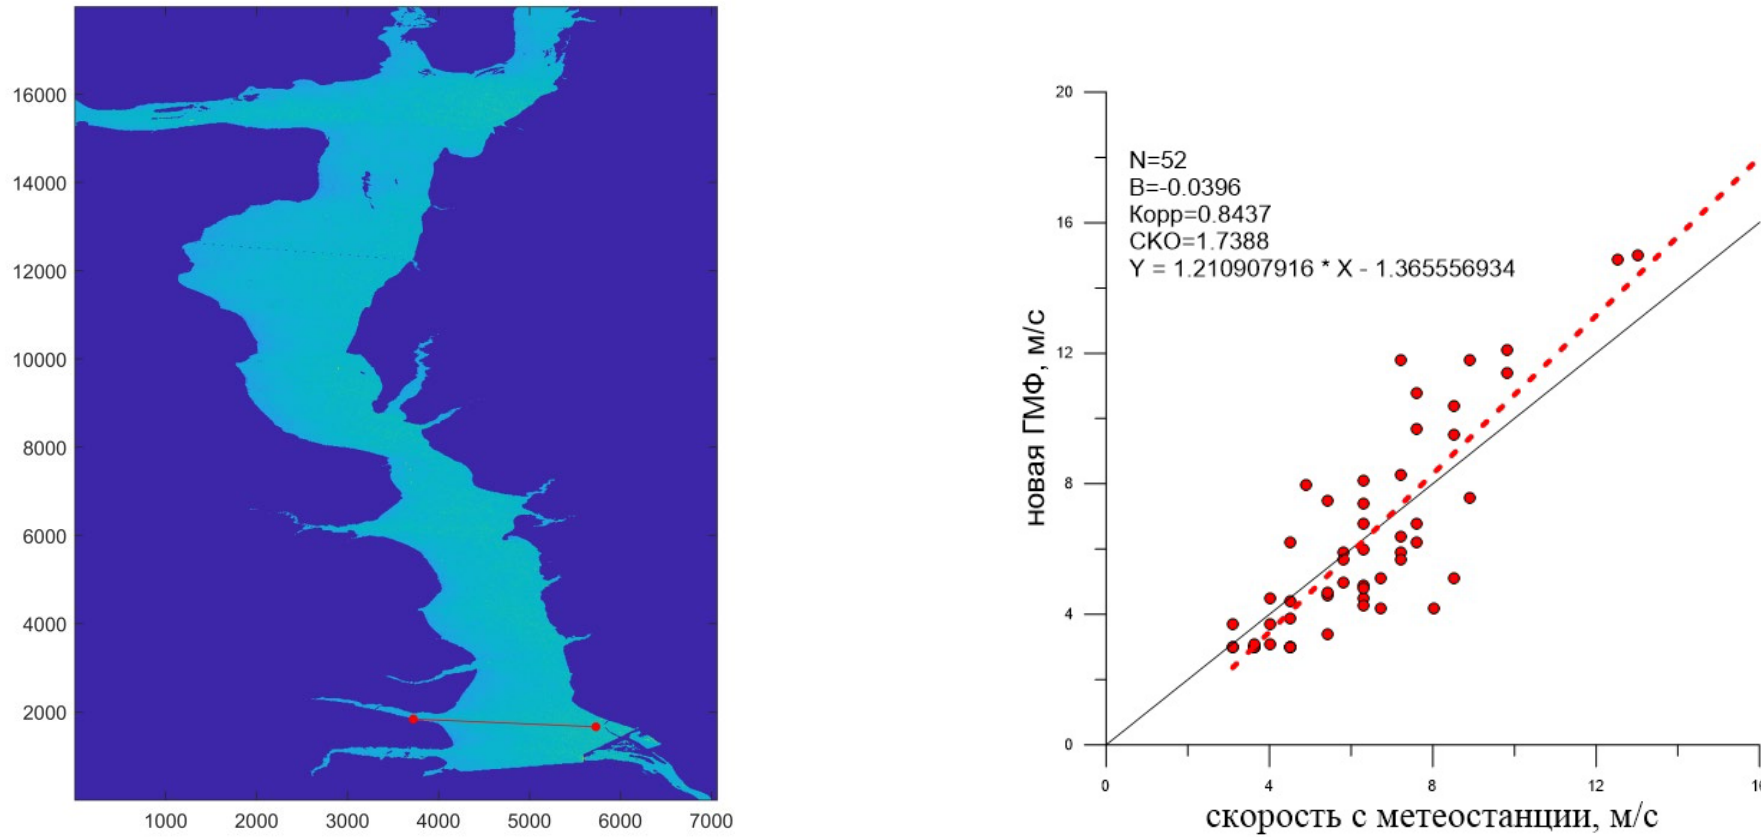 16000
14000
12000
10000
8000
6000
4000
2000
1000 2000 3000 4000 5000 6000 7000
20
16
12
8
4
0
N=52
B=-0.0396
Корр=0.8437
СКО=1.7388
Y = 1.210907916 * X - 1.365556934
новая ГМФ, м/с
0 4 8 12 16
скорость с метеостанции, м/с